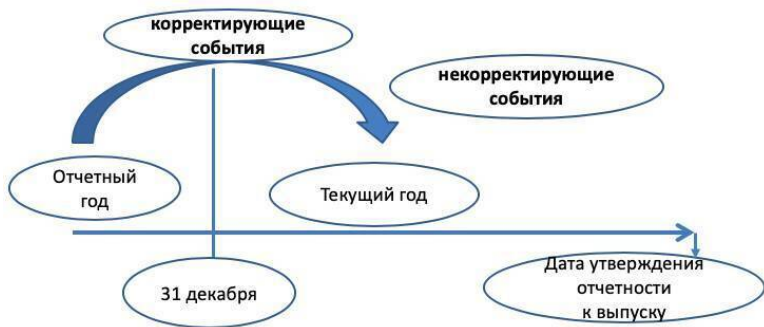 корректирующие
события
некорректирующие
события
Отчетный
год
Текущий год
31 декабря
Дата утверждения
отчетности
к выпуску